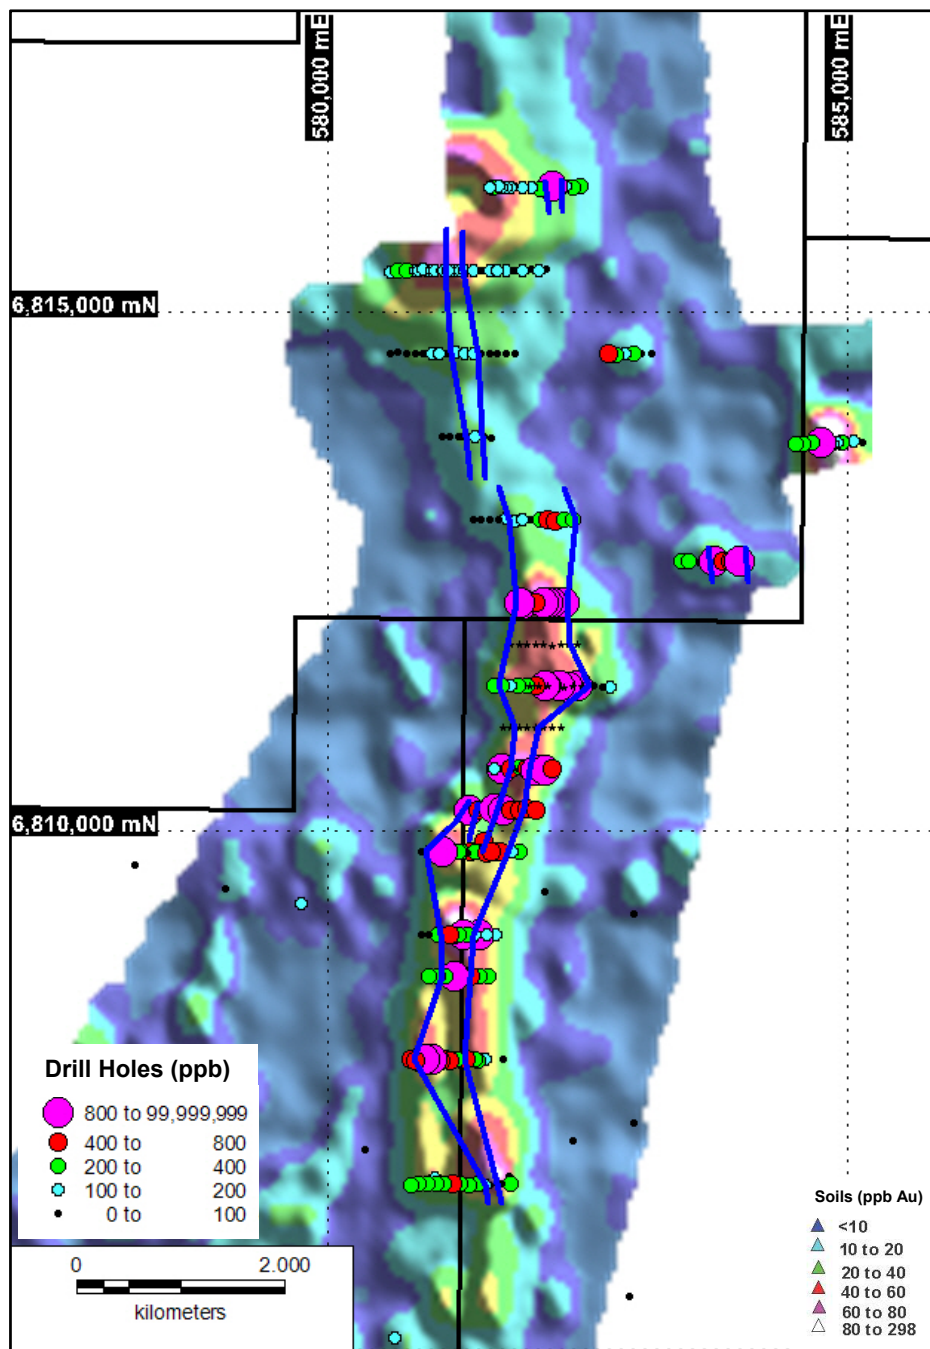 580,000 mE
585,000 mE
6,815,000 mN
6,810,000 mN
Drill Holes (ppb)
800 to 99,999,999
400 to 800
200 to 400
100 to 200
0 to 100
0 2.000
kilometers
Soils (ppb Au)
<10
10 to 20
20 to 40
40 to 60
60 to 80
80 to 298